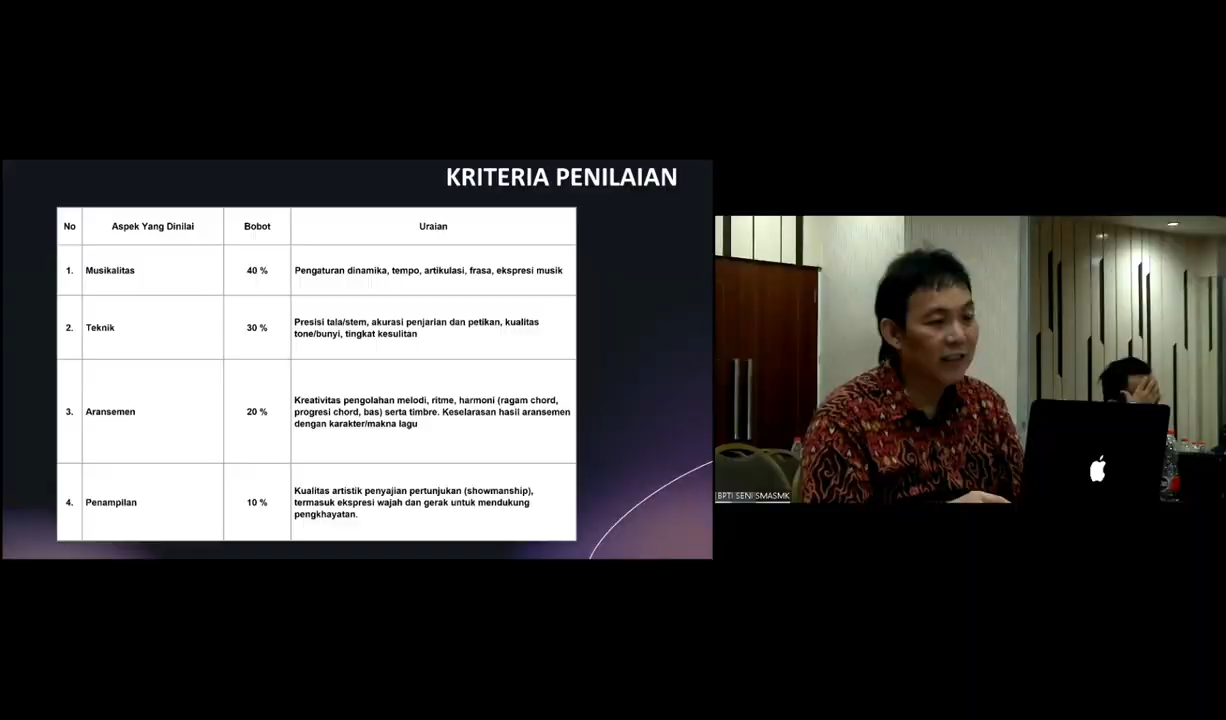 KRITERIA PENILAIAN
No Aspek Yang Dinilai Bobot Uraian
1. Musikalitas 40 % Pengaturan dinamika, tempo, artikulasi, frasa, ekspresi musik
2. Teknik 30 % Presisi tala/stem, akurasi penjarian dan petikan, kualitas
tone/bunyi, tingkat kesulitan
3. Aransemen 20 % Kreativitas pengolahan melodi, ritme, harmoni (ragam chord,
progresi chord, bas) serta timbre. Keselarasan hasil aransemen
dengan karakter/makna lagu
4. Penampilan 10 % Kualitas artistik penyajian pertunjukan (showmanship),
termasuk ekspresi wajah dan gerak untuk mendukung
pengkhayatan.
BPTI SENI SMASMK